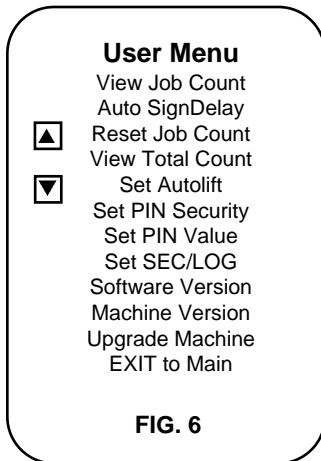 User Menu
View Job Count
Auto SignDelay
Reset Job Count
View Total Count
Set Autolift
Set PIN Security
Set PIN Value
Set SEC/LOG
Software Version
Machine Version
Upgrade Machine
EXIT to Main
FIG. 6